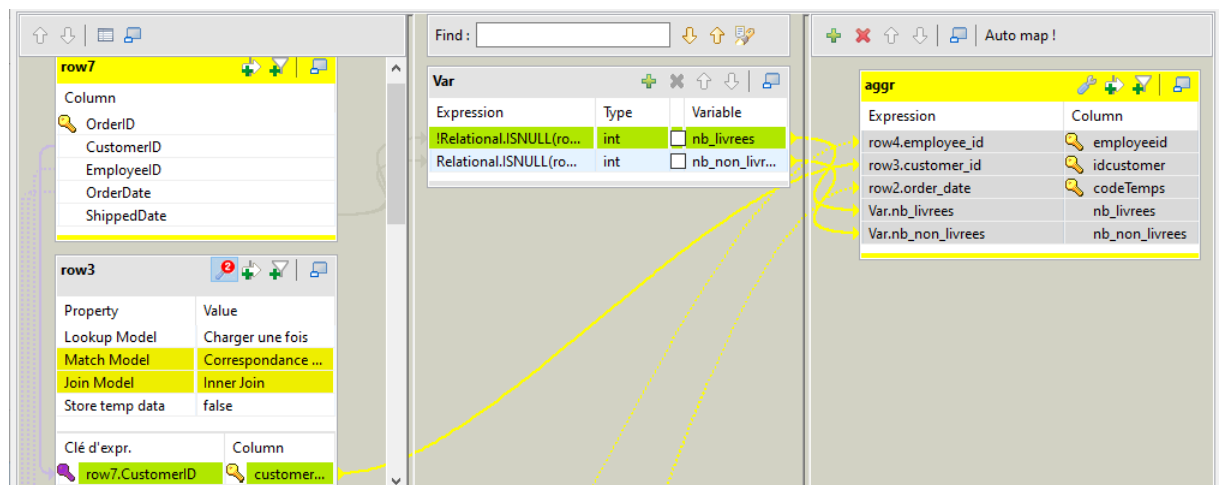 row7
Column
OrderID
CustomerID
EmployeeID
OrderDate
ShippedDate
row3
2
Property Value
Lookup Model Charger une fois
Match Model Correspondance ...
Join Model Inner Join
Store temp data false
Clé d'expr. Column
row7.CustomerID customer...
Find :
Var
Expression Type Variable
!Relational.ISNULL(ro... int nb_livrees
Relational.ISNULL(ro... int nb_non_livr...
Auto map !
aggr
Expression Column
row4.employee_id employeeid
row3.customer_id idcustomer
row2.order_date codeTemps
Var.nb_livrees nb_livrees
Var.nb_non_livrees nb_non_livrees